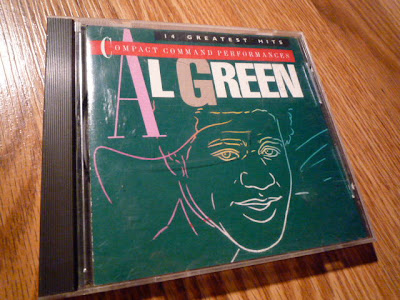 14 GREATEST HITS
COMPACT COMMAND PERFORMANCES
AL GREEN